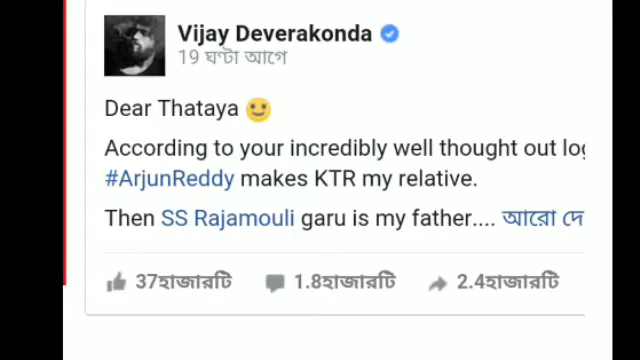 Vijay Deverakonda
19 ঘণ্টা আগে
Dear Thataya
According to your incredibly well thought out
#ArjunReddy makes KTR my relative.
Then SS Rajamouli garu is my father.... আরো
37হাজারটি 1.8হাজারটি 2.4হাজারটি